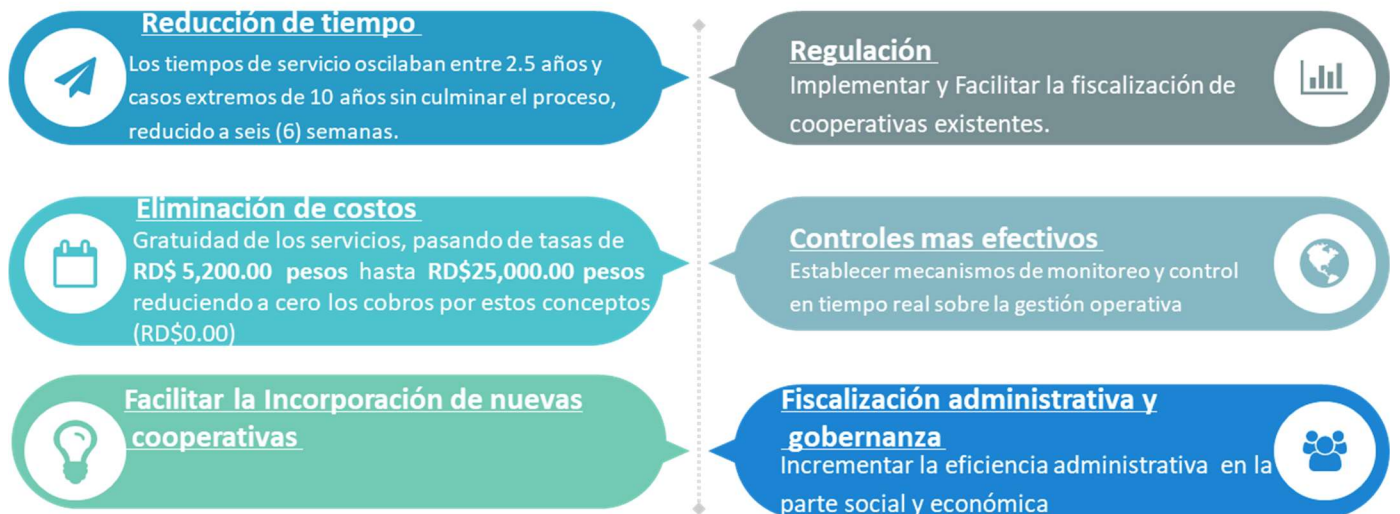 Reducción de tiempo
Los tiempos de servicio oscilaban entre 2.5 años y
casos extremos de 10 años sin culminar el proceso,
reducido a seis (6) semanas.
Eliminación de costos
Gratuidad de los servicios, pasando de tasas de
RD$ 5,200.00 pesos hasta RD$25,000.00 pesos
reduciendo a cero los cobros por estos conceptos
(RD$0.00)
Facilitar la Incorporación de nuevas
cooperativas
Regulación
Implementar y Facilitar la fiscalización de
cooperativas existentes.
Controles mas efectivos
Establecer mecanismos de monitoreo y control
en tiempo real sobre la gestión operativa
Fiscalización administrativa y
gobernanza
Incrementar la eficiencia administrativa en la
parte social y económica